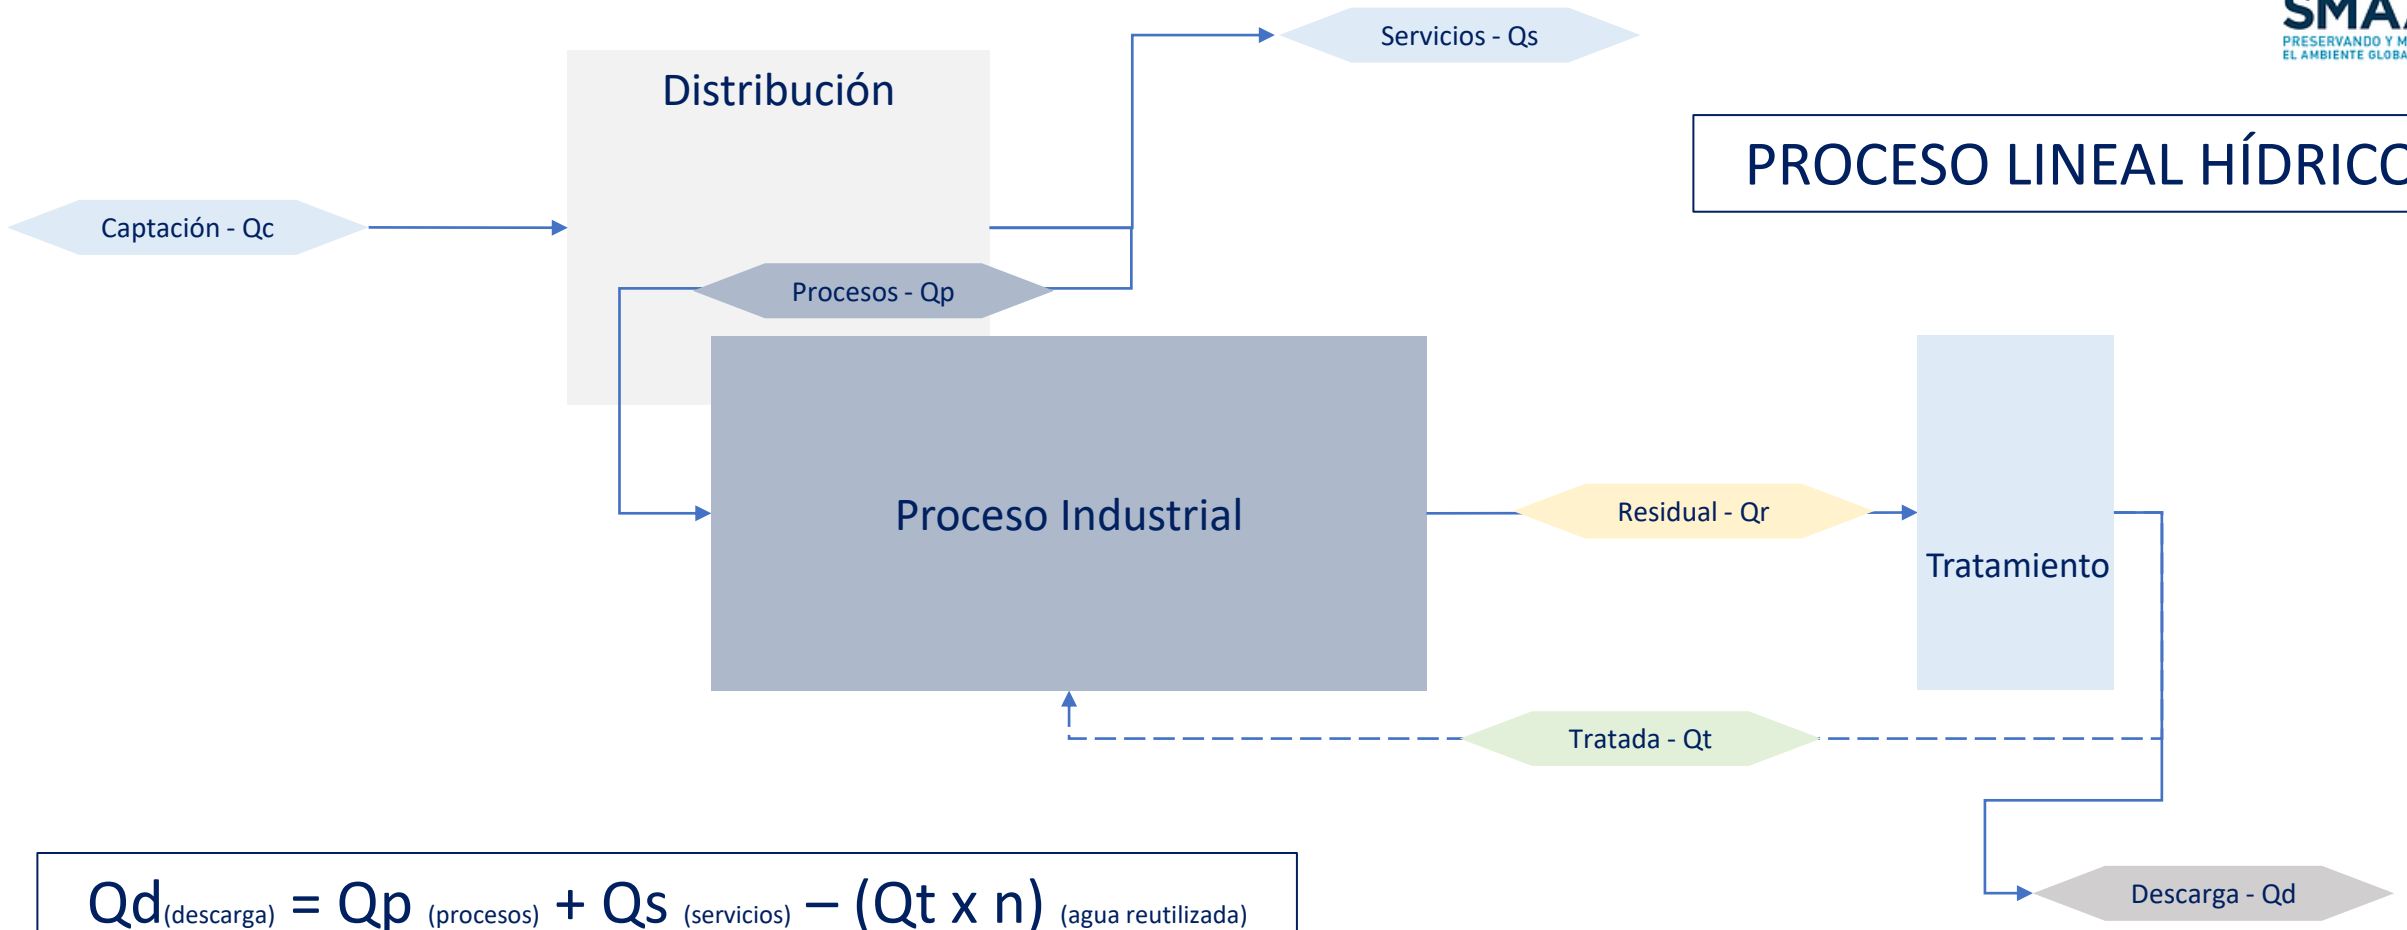 SMAA
PRESERVANDO Y M
EL AMBIENTE GLOBA
Servicios - Qs
Distribución
PROCESO LINEAL HÍDRICO
Captación - Qc
Procesos - Qp
Proceso Industrial
Residual - Qr
Tratamiento
Tratada - Qt
Descarga - Qd
Qd(descarga) = Qp (procesos) + Qs (servicios) – (Qt x n) (agua reutilizada)